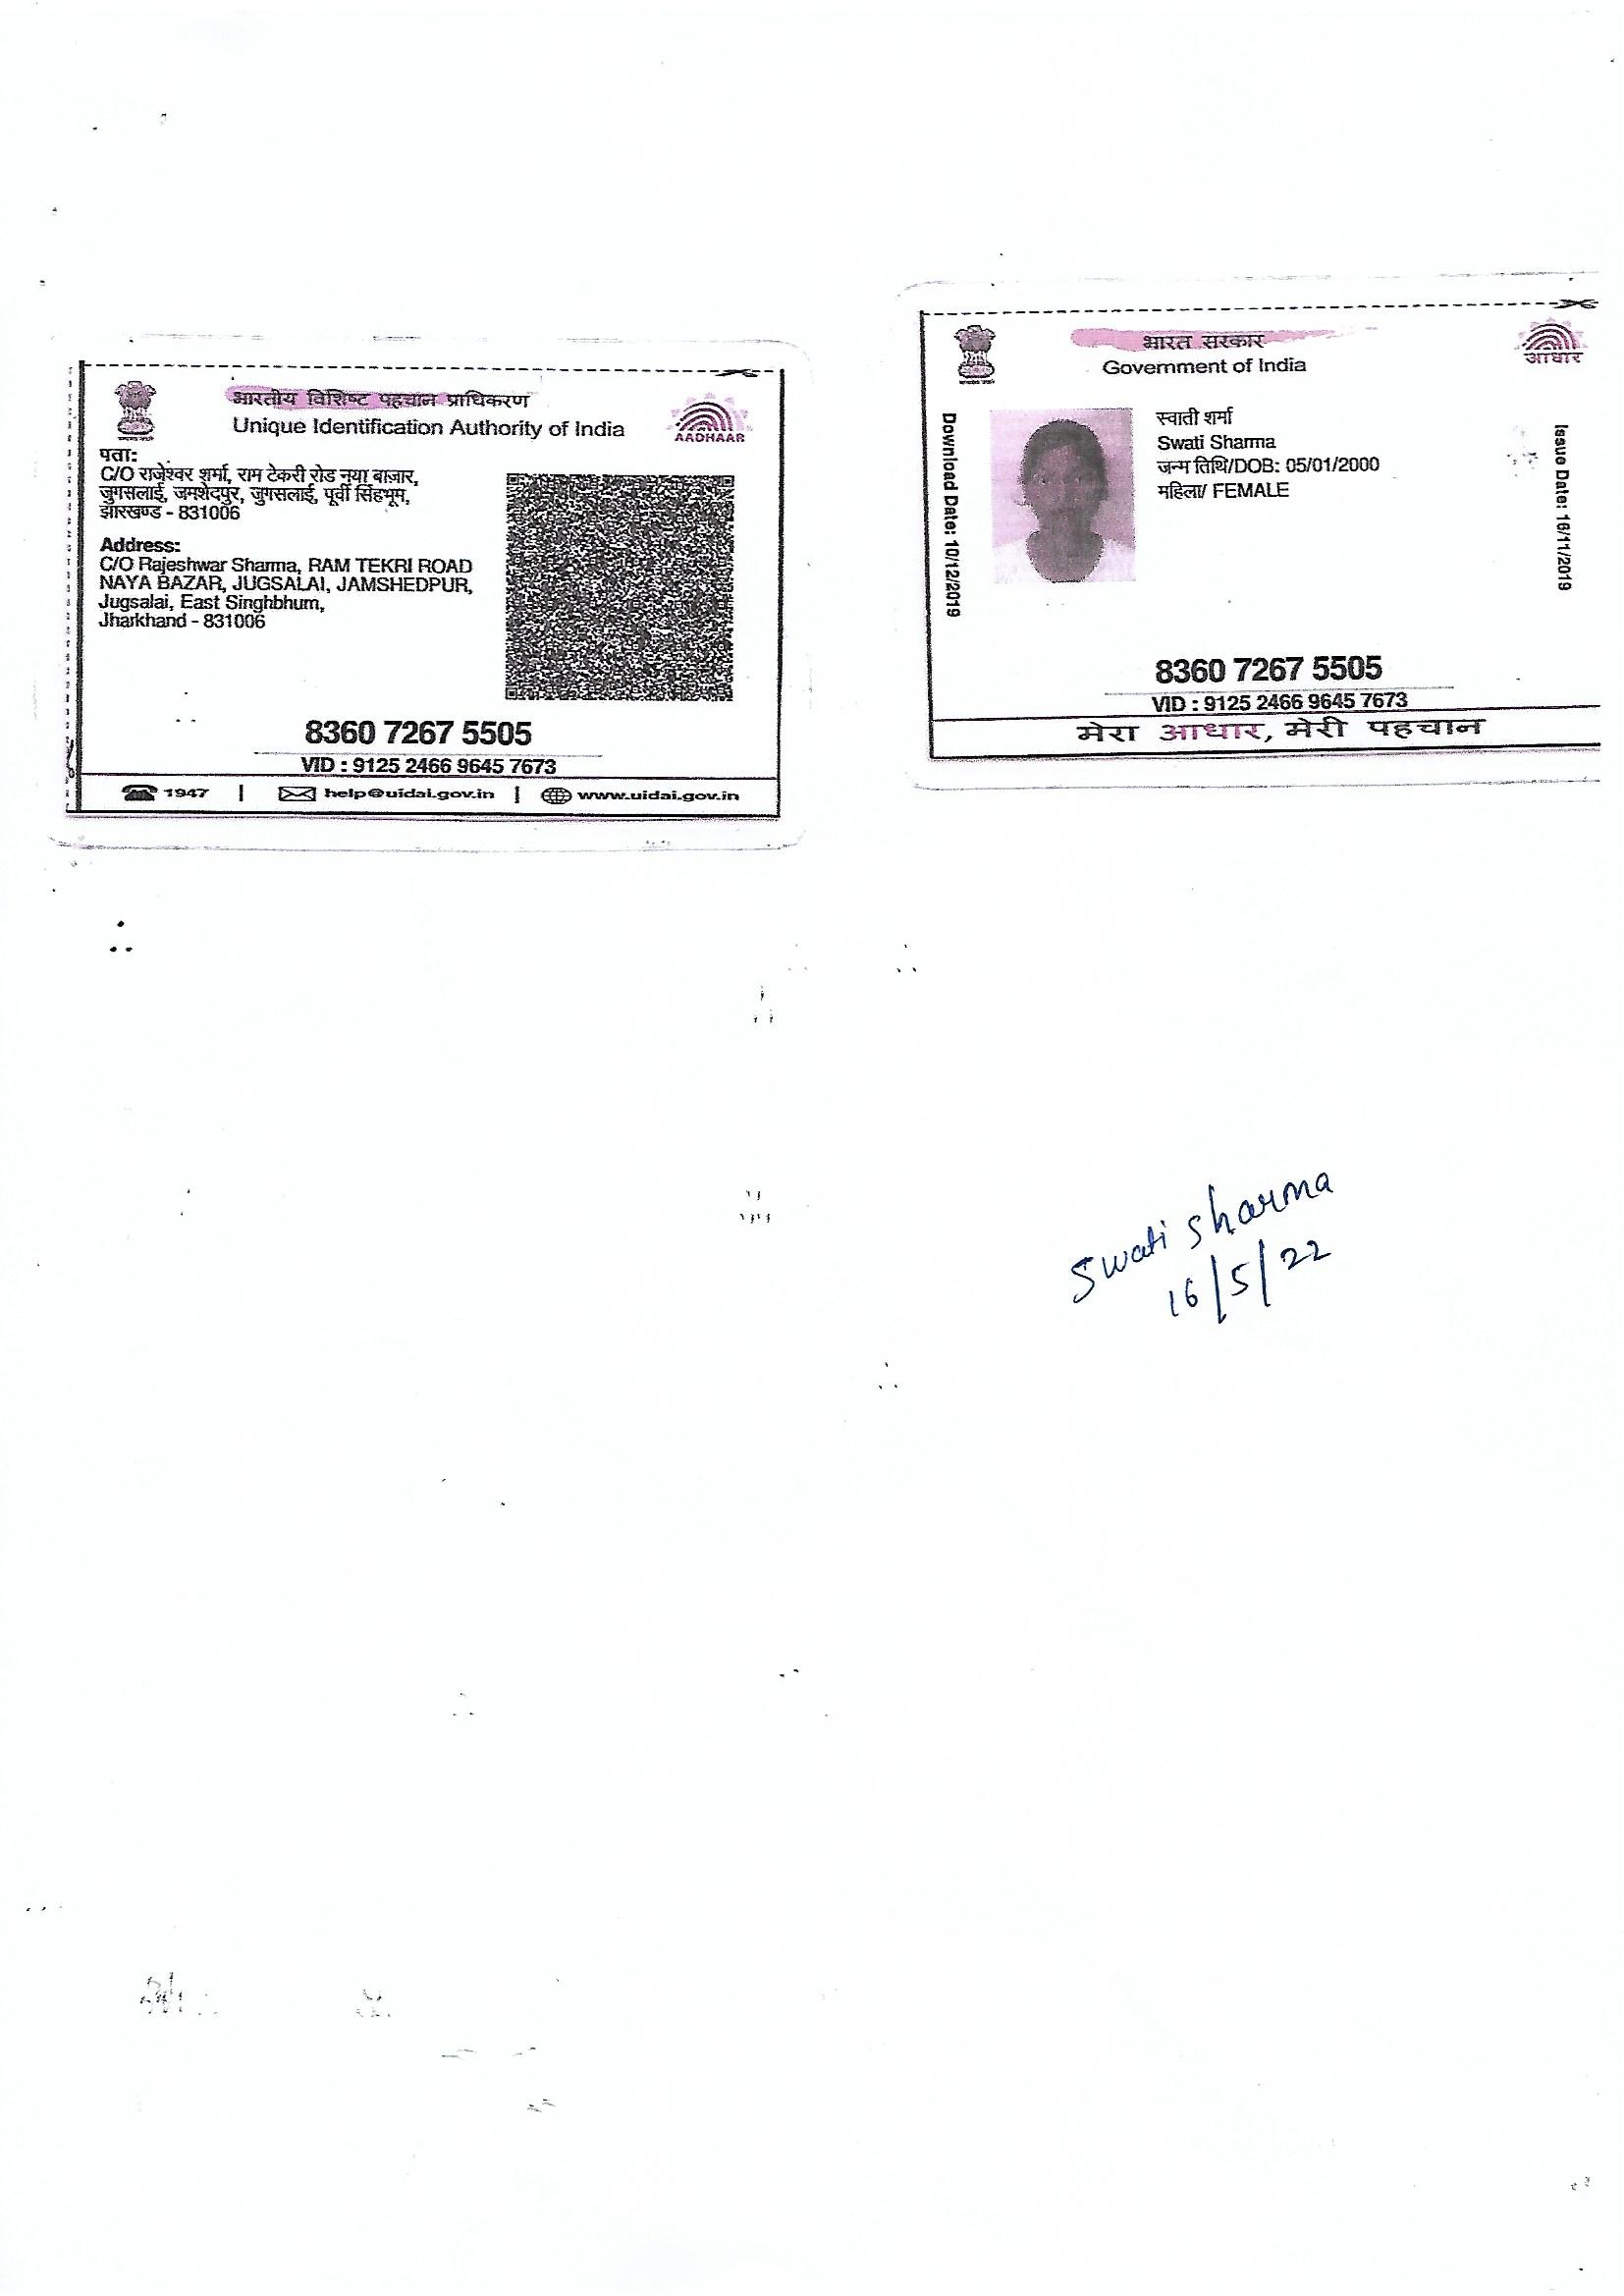 भारतीय विशिष्ट पहचान प्राधिकरण
Unique Identification Authority of India
AADHAAR
पता:
C/O राजेश्वर शर्मा, राम टेकरी रोड नया बाज़ार,
जुगसलाई, जमशेदपुर, जुगसलाई, पूर्वी सिंहभूम,
झारखण्ड - 831006
Address:
C/O Rajeshwar Sharma, RAM TEKRI ROAD
NAYA BAZAR, JUGSALAI, JAMSHEDPUR,
Jugsalai, East Singhbhum,
Jharkhand - 831006
8360 7267 5505
VID : 9125 2466 9645 7673
1947 | help@uidai.gov.in | www.uidai.gov.in
भारत सरकार
Government of India
आधार
Download Date: 10/12/2019
स्वाती शर्मा
Swati Sharma
जन्म तिथि/DOB: 05/01/2000
महिला/ FEMALE
Issue Date: 16/11/2019
8360 7267 5505
VID : 9125 2466 9645 7673
मेरा आधार, मेरी पहचान
Swati Sharma
16/5/22